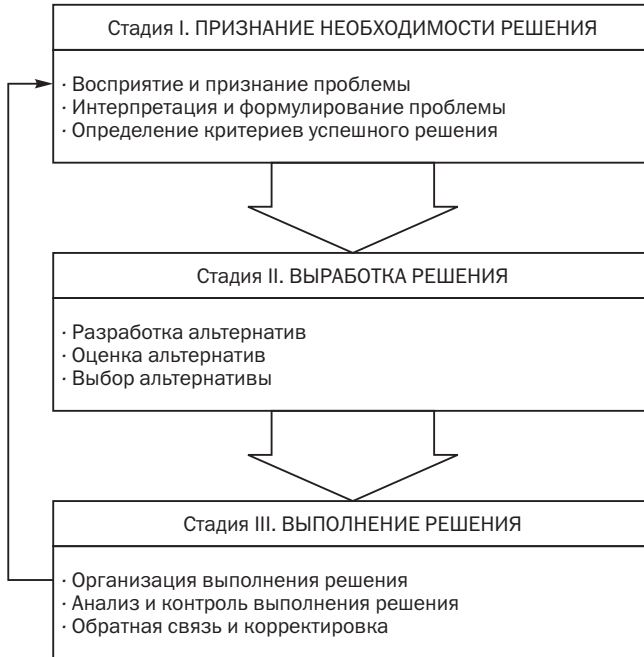 Стадия I. ПРИЗНАНИЕ НЕОБХОДИМОСТИ РЕШЕНИЯ
· Восприятие и признание проблемы
· Интерпретация и формулирование проблемы
· Определение критериев успешного решения
Стадия II. ВЫРАБОТКА РЕШЕНИЯ
· Разработка альтернатив
· Оценка альтернатив
· Выбор альтернативы
Стадия III. ВЫПОЛНЕНИЕ РЕШЕНИЯ
· Организация выполнения решения
· Анализ и контроль выполнения решения
· Обратная связь и корректировка